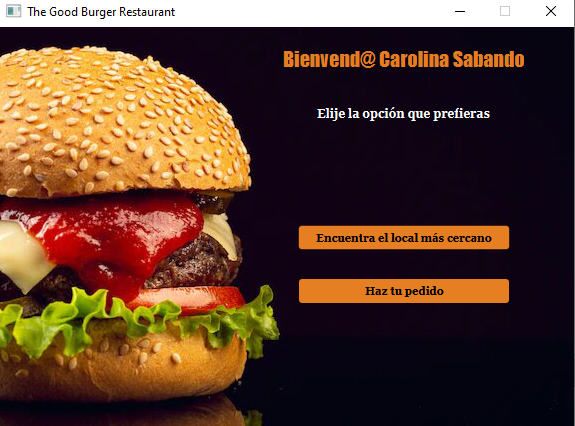 The Good Burger Restaurant
Bienvend@ Carolina Sabando
Elije la opción que prefieras
Encuentra el local más cercano
Haz tu pedido